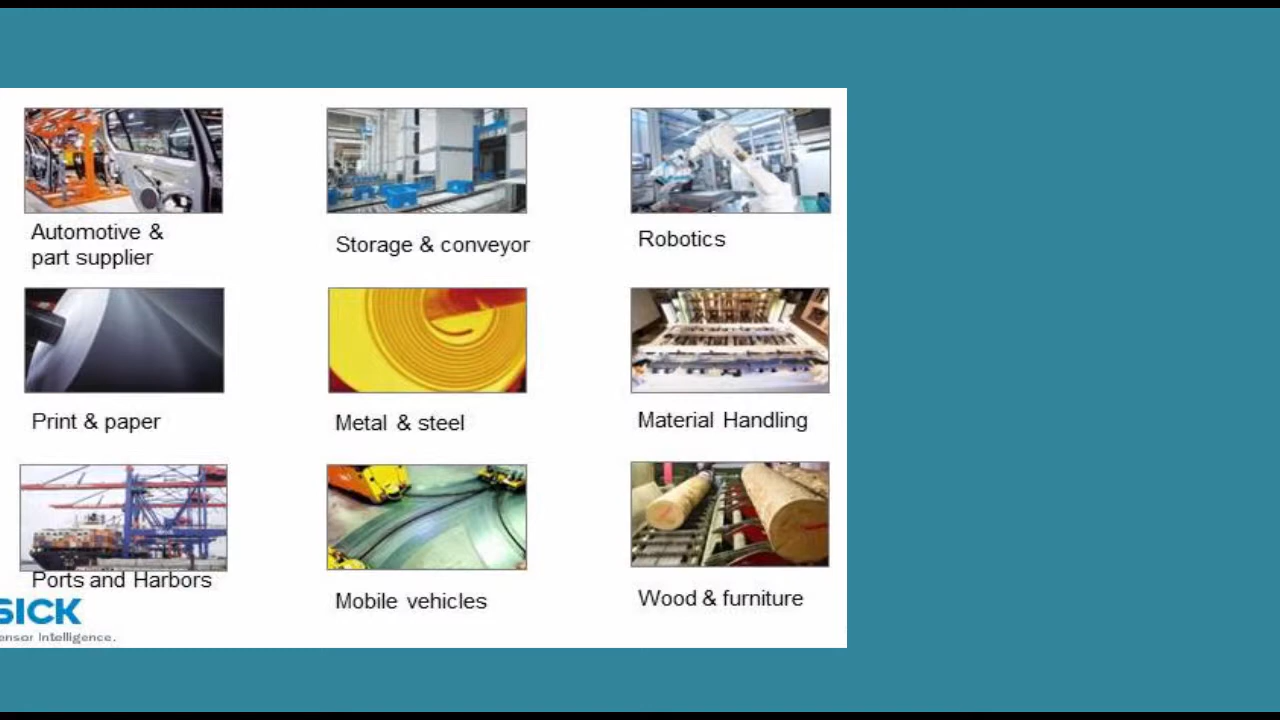 Automotive &
part supplier
Storage & conveyor
Robotics
Print & paper
Metal & steel
Material Handling
Ports and Harbors
Mobile vehicles
Wood & furniture
SICK
ensor Intelligence.